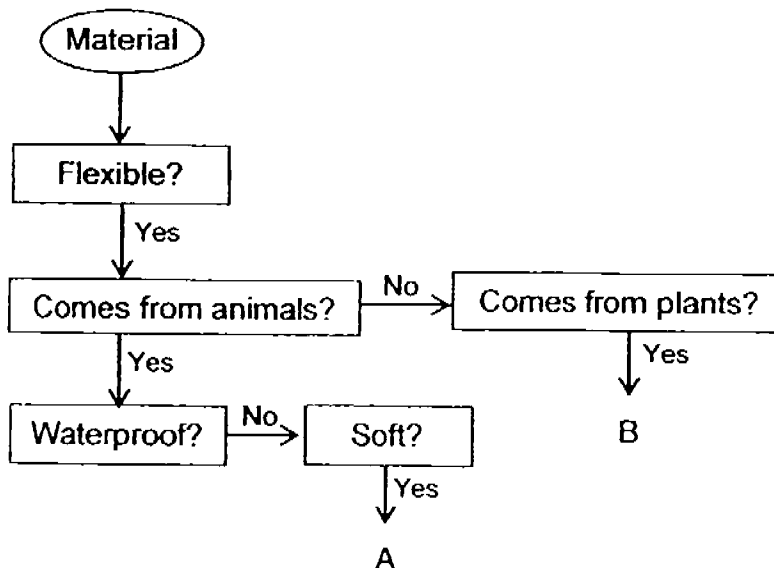 Material
Flexible?
Yes
Comes from animals?
No
Comes from plants?
Yes
Yes
Waterproof?
No
Soft?
B
Yes
A